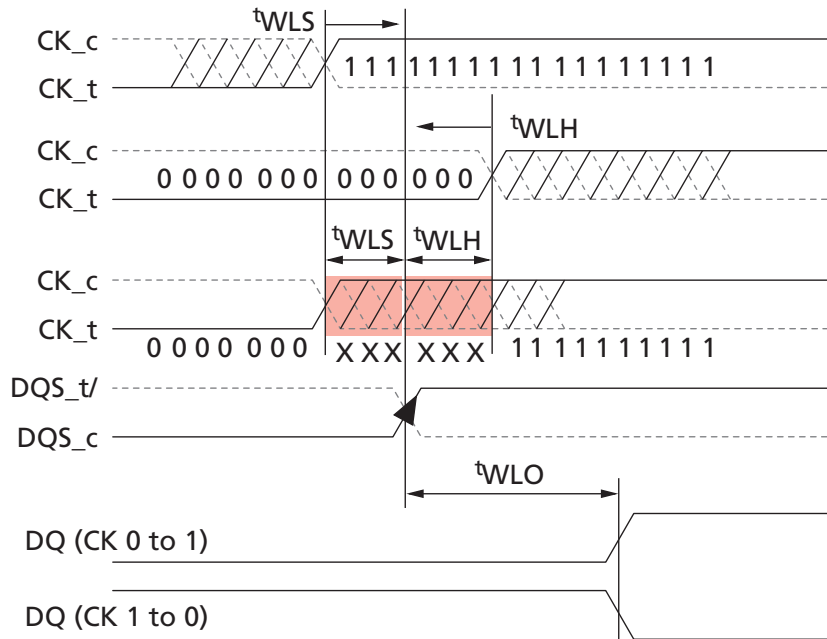 tWLS
CK_c
1 1 1 1 1 1 1 1 1 1 1 1 1 1 1 1
CK_t
tWLH
CK_c
0 0 0 0 0 0 0 0 0 0 0 0 0
CK_t
tWLS tWLH
CK_c
CK_t
0 0 0 0 0 0 0 X X X X X X 1 1 1 1 1 1 1 1 1
DQS_t/
DQS_c
tWLO
DQ (CK 0 to 1)
DQ (CK 1 to 0)